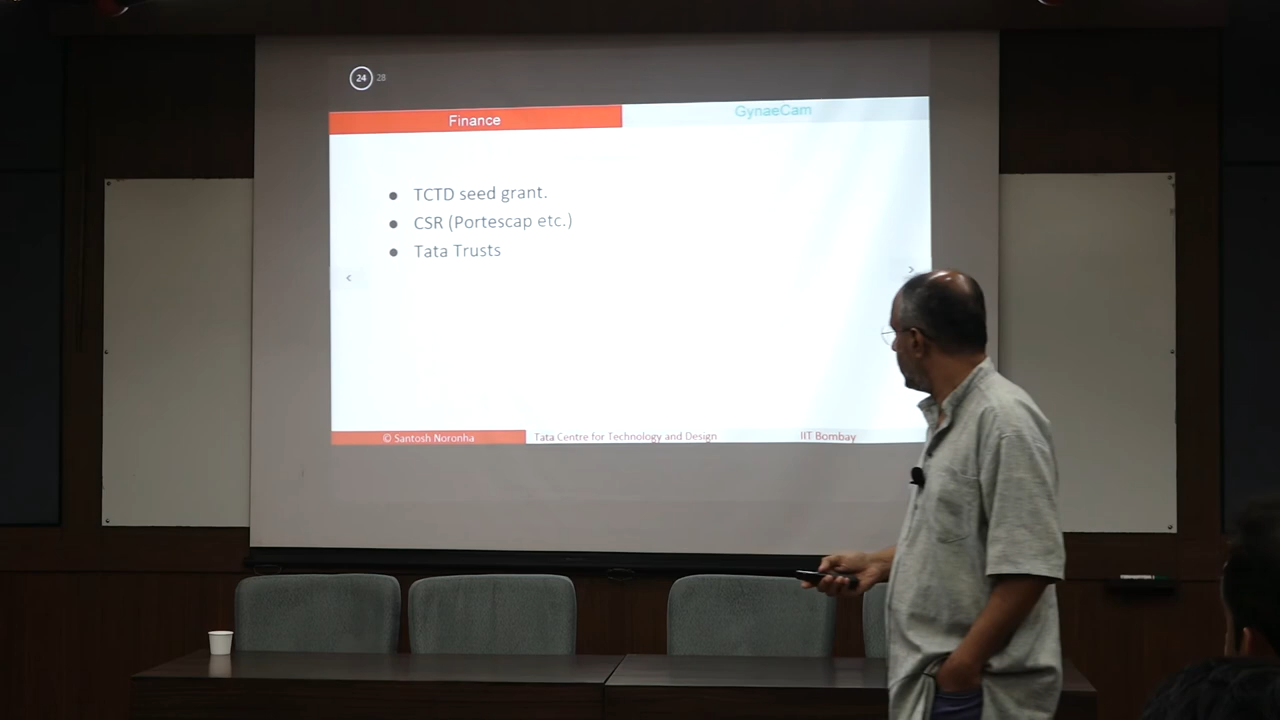 24 28
Finance
GynaeCam
● TCTD seed grant.
● CSR (Portescap etc.)
● Tata Trusts
© Santosh Noronha
Tata Centre for Technology and Design
IIT Bombay